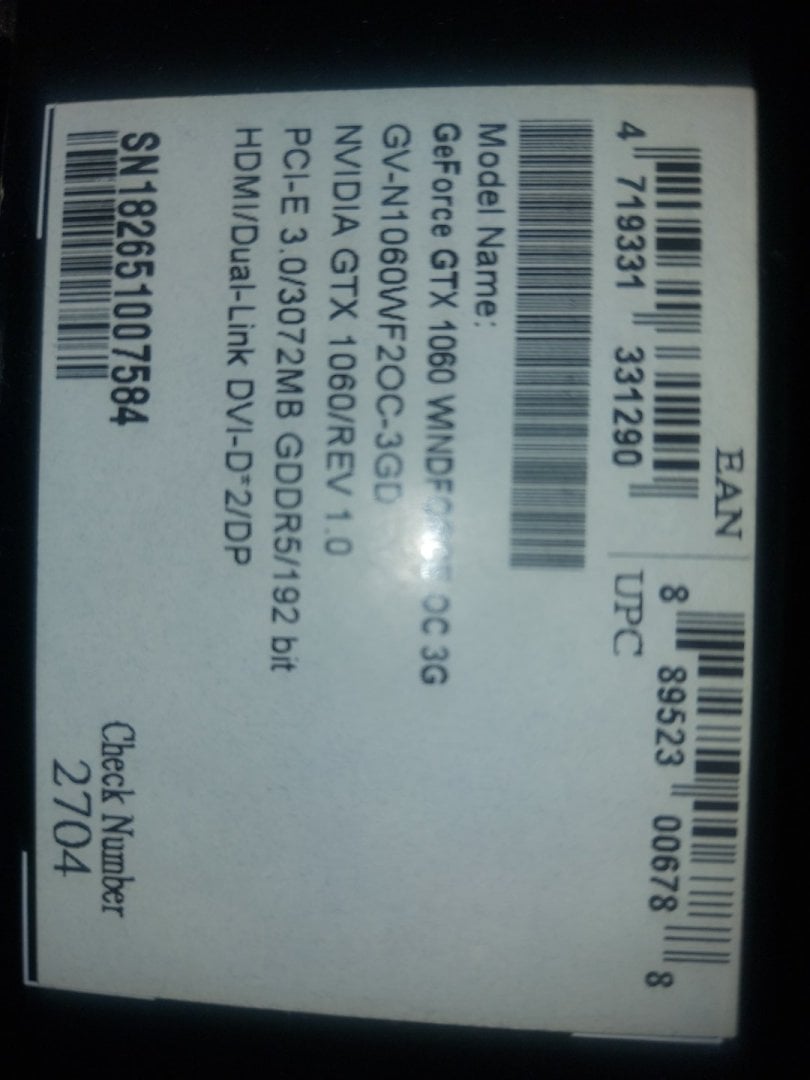 EAN
4 719331 331290
UPC
8 89523 00678 8
Model Name:
GeForce GTX 1060 OC 3G
GV-N1060WF2OC-3GD
NVIDIA GTX 1060/REV 1.0
PCI-E 3.0/3072MB GDDR5/192 bit
HDMI/Dual-Link DVI-D*2/DP
SN182651007584
Check Number
2704